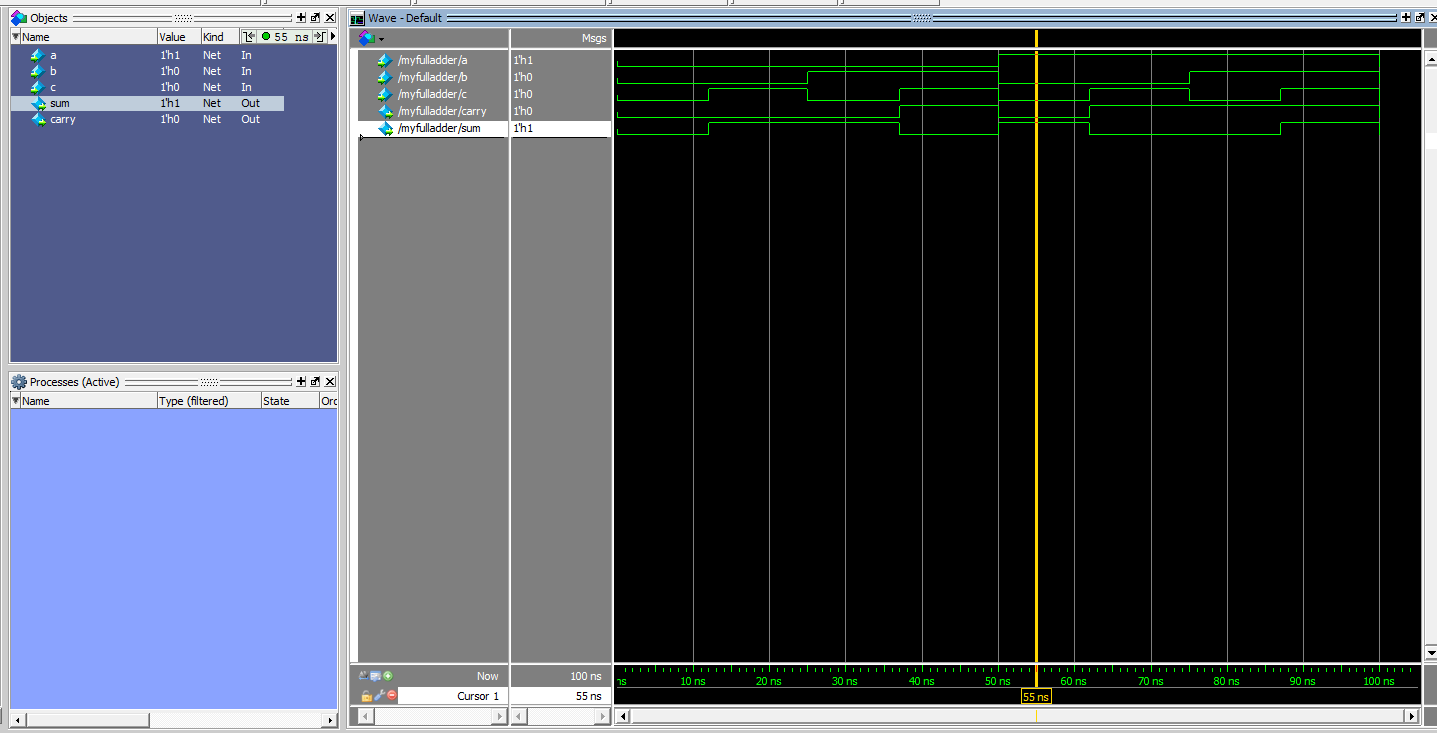 Objects
Name Value Kind 55 ns
a 1'h1 Net In
b 1'h0 Net In
c 1'h0 Net In
sum 1'h1 Net Out
carry 1'h0 Net Out
Processes (Active)
Name Type (filtered) State Orc
Wave - Default
Msgs
/myfulladder/a 1'h1
/myfulladder/b 1'h0
/myfulladder/c 1'h0
/myfulladder/carry 1'h0
/myfulladder/sum 1'h1
Now 100 ns
ns 10 ns 20 ns 30 ns 40 ns 50 ns 60 ns 70 ns 80 ns 90 ns 100 ns
Cursor 1 55 ns
55 ns